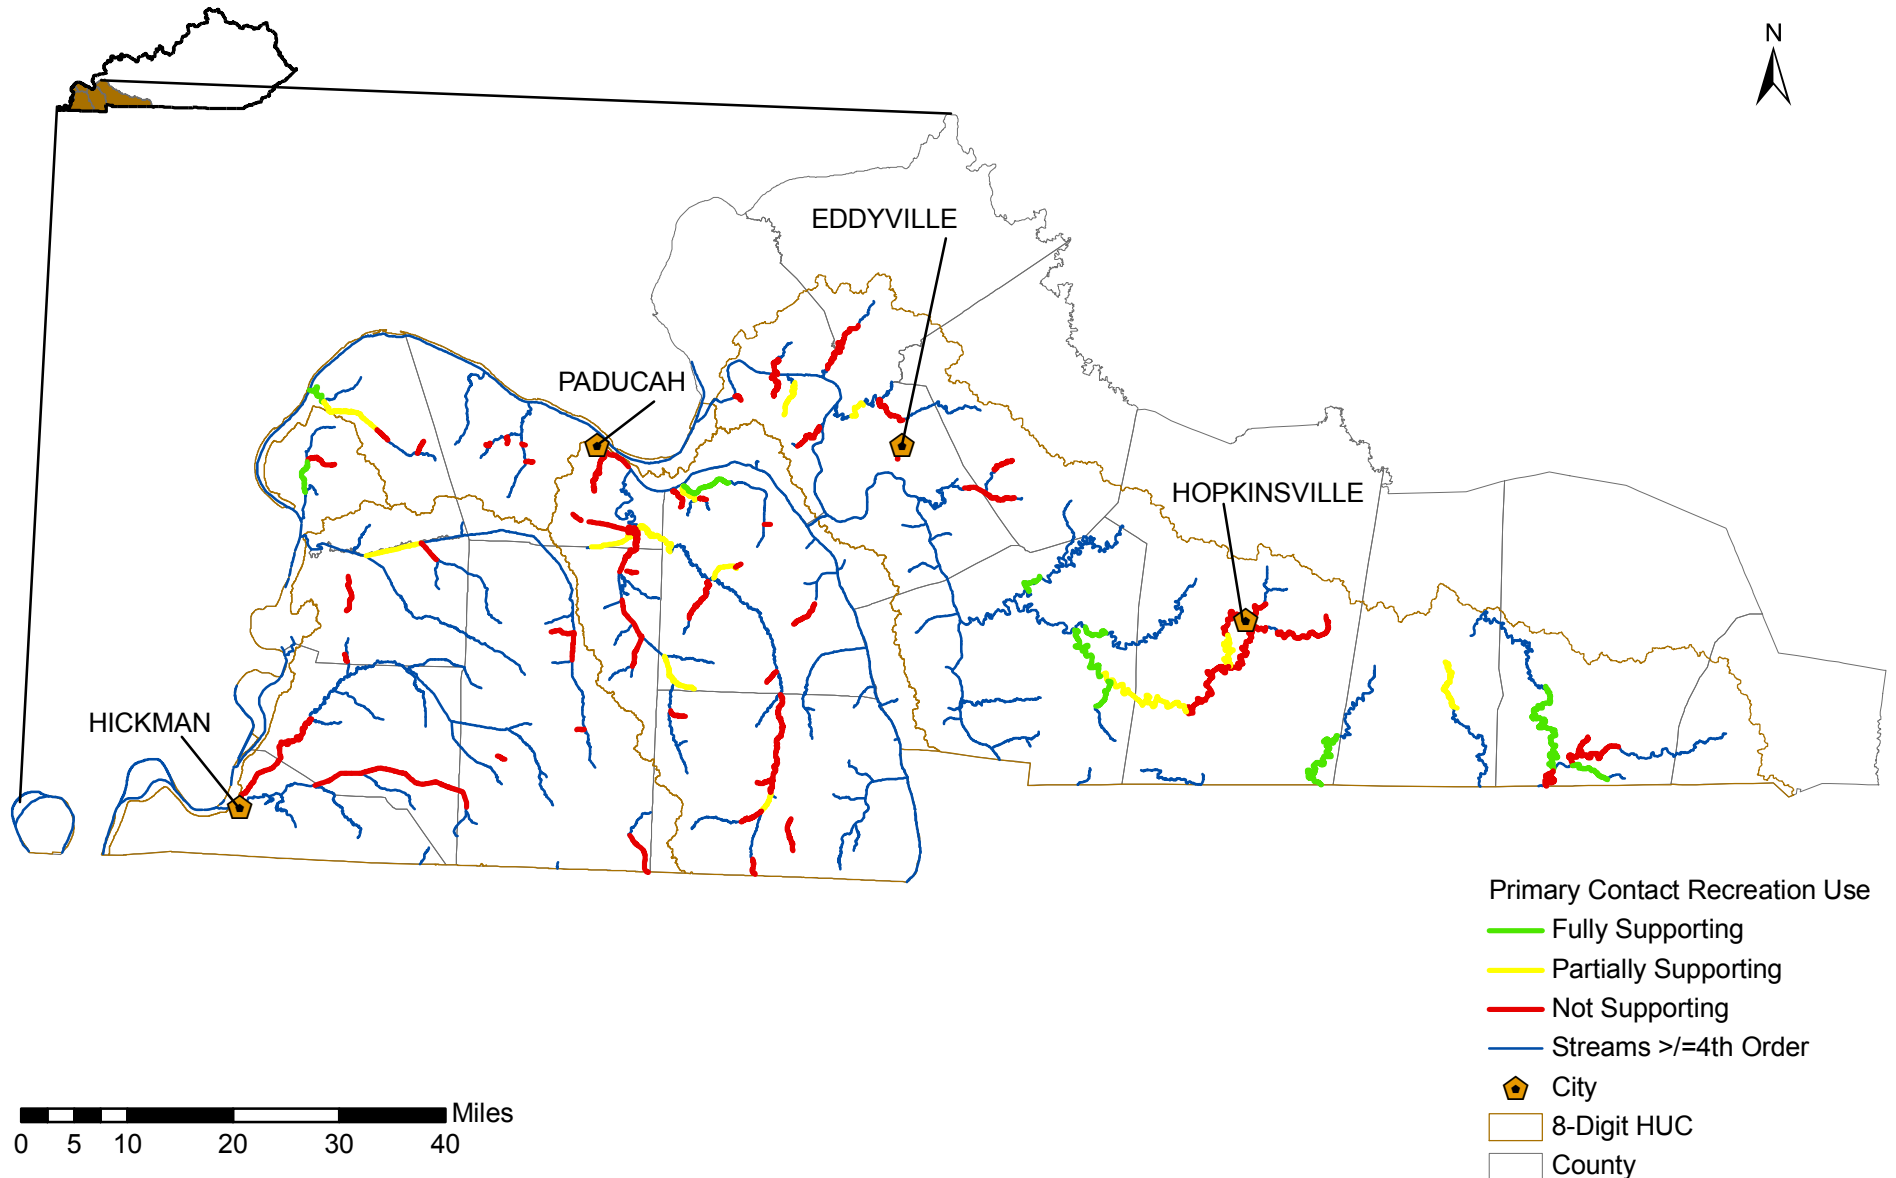 N
EDDYVILLE
PADUCAH
HOPKINSVILLE
HICKMAN
Primary Contact Recreation Use
Fully Supporting
Partially Supporting
Not Supporting
Streams >/=4th Order
City
8-Digit HUC
County
Miles
0 5 10 20 30 40